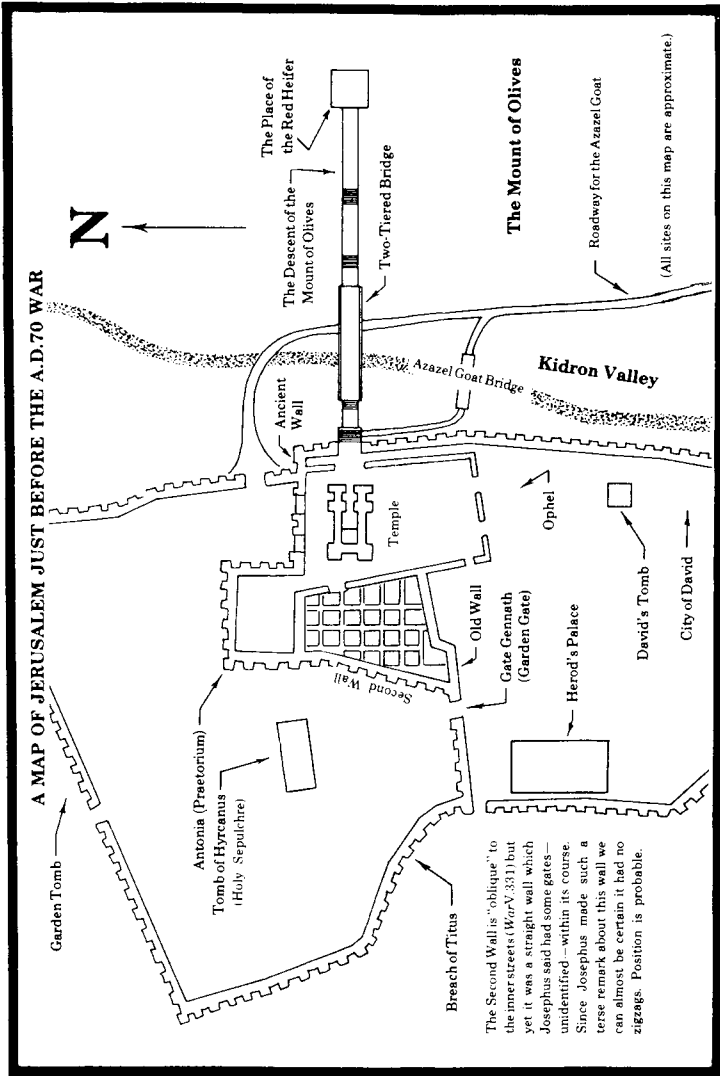 A MAP OF JERUSALEM JUST BEFORE THE A.D.70 WAR
N
Garden Tomb
The Place of
the Red Heifer
The Descent of the
Mount of Olives
Two-Tiered Bridge
The Mount of Olives
Roadway for the Azazel Goat
(All sites on this map are approximate.)
Ancient
Wall
Azazel Goat Bridge
Kidron Valley
Temple
Ophel
Second Wall
Old Wall
Gate Gennath
(Garden Gate)
Antonia (Praetorium)
Tomb of Hyrcanus
(Holy Sepulchre)
Herod's Palace
David's Tomb
City of David
Breach of Titus
The Second Wall is "oblique" to
the inner streets (War V.331) but
yet it was a straight wall which
Josephus said had some gates—
unidentified—within its course.
Since Josephus made such a
terse remark about this wall we
can almost be certain it had no
zigzags. Position is probable.